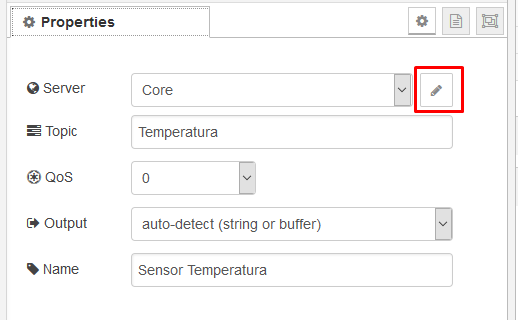 Properties
Server
Core
Topic
Temperatura
QoS
0
Output
auto-detect (string or buffer)
Name
Sensor Temperatura